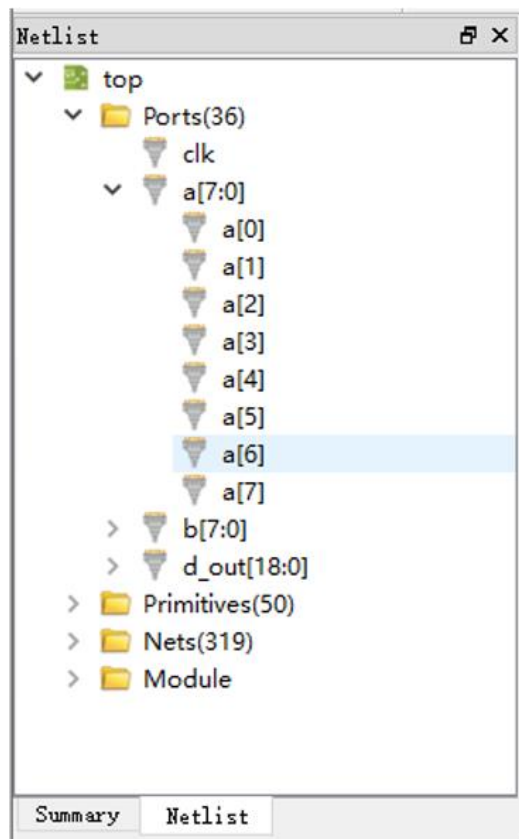 Netlist
top
Ports(36)
clk
a[7:0]
a[0]
a[1]
a[2]
a[3]
a[4]
a[5]
a[6]
a[7]
b[7:0]
d_out[18:0]
Primitives(50)
Nets(319)
Module
Summary Netlist